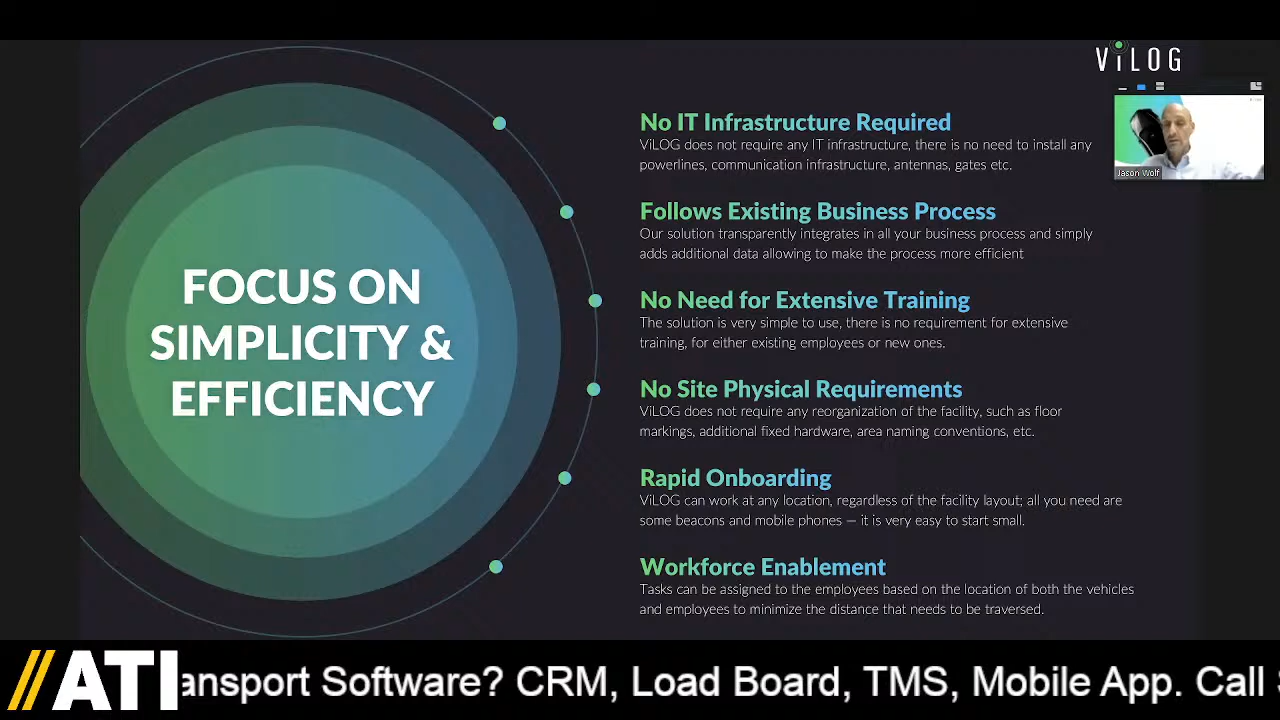 ViLOG
Jason Wolf
FOCUS ON
SIMPLICITY &
EFFICIENCY
No IT Infrastructure Required
ViLOG does not require any IT infrastructure, there is no need to install any
powerlines, communication infrastructure, antennas, gates etc.
Follows Existing Business Process
Our solution transparently integrates in all your business process and simply
adds additional data allowing to make the process more efficient
No Need for Extensive Training
The solution is very simple to use, there is no requirement for extensive
training, for either existing employees or new ones.
No Site Physical Requirements
ViLOG does not require any reorganization of the facility, such as floor
markings, additional fixed hardware, area naming conventions, etc.
Rapid Onboarding
ViLOG can work at any location, regardless of the facility layout; all you need are
some beacons and mobile phones — it is very easy to start small.
Workforce Enablement
Tasks can be assigned to the employees based on the location of both the vehicles
and employees to minimize the distance that needs to be traversed.
//ATI ansport Software? CRM, Load Board, TMS, Mobile App. Call